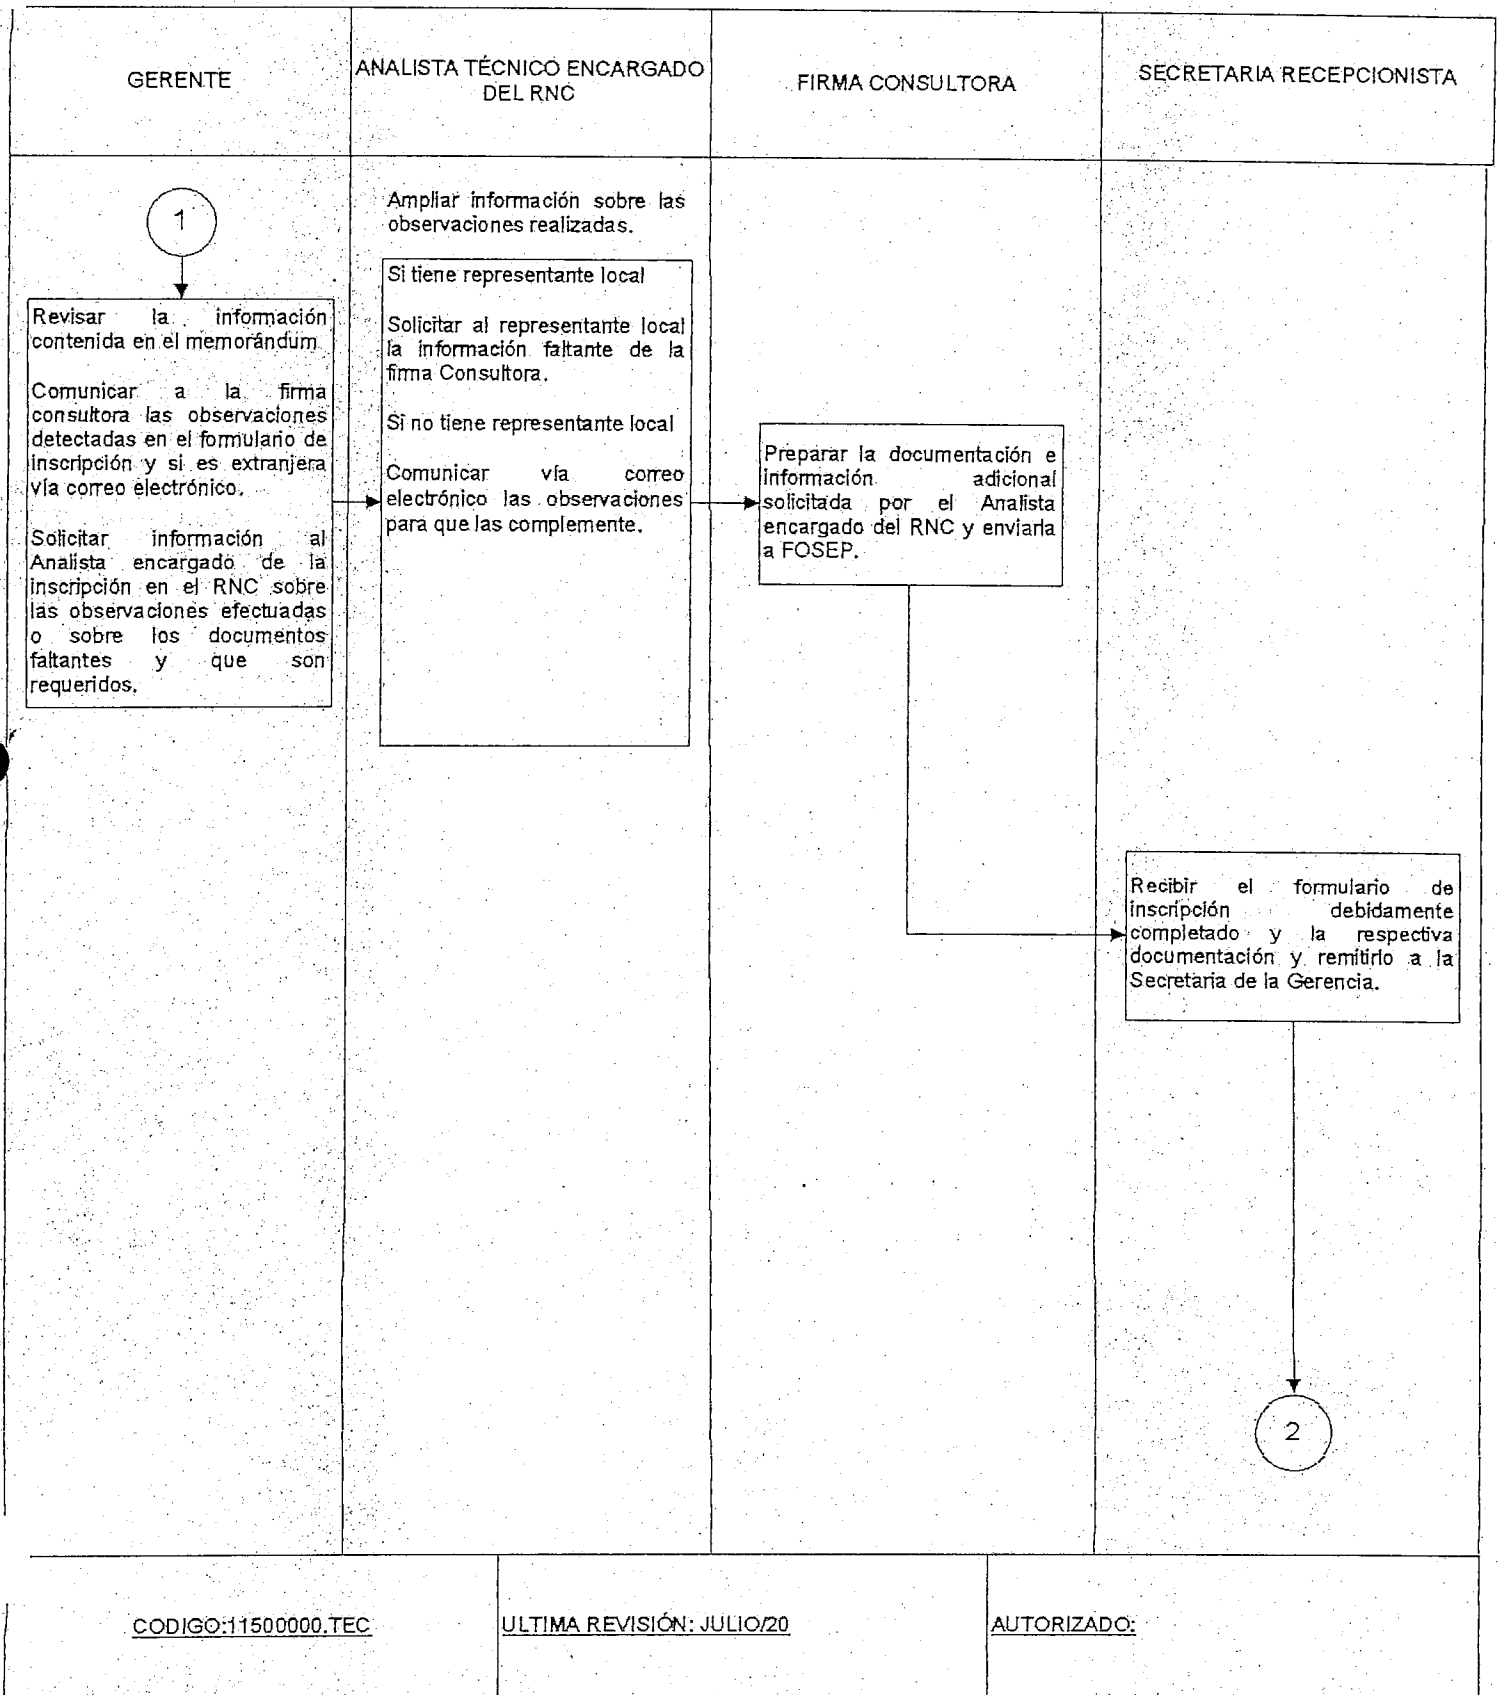 GERENTE
ANALISTA TÉCNICO ENCARGADO
DEL RNC
FIRMA CONSULTORA
SECRETARIA RECEPCIONISTA
1
Revisar la información
contenida en el memorándum
Comunicar a la firma
consultora las observaciones
detectadas en el formulario de
inscripción y si es extranjera
vía correo electrónico.
Solicitar información al
Analista encargado de la
inscripción en el RNC sobre
las observaciones efectuadas
o sobre los documentos
faltantes y que son
requeridos.
Ampliar información sobre las
observaciones realizadas.
Si tiene representante local
Solicitar al representante local
la información faltante de la
firma Consultora.
Si no tiene representante local
Comunicar vía correo
electrónico las observaciones
para que las complemente.
Preparar la documentación e
información adicional
solicitada por el Analista
encargado del RNC y enviarla
a FOSEP.
Recibir el formulario de
inscripción debidamente
completado y la respectiva
documentación y remitirlo a la
Secretaria de la Gerencia.
2
CODIGO:11500000.TEC
ULTIMA REVISIÓN: JULIO/20
AUTORIZADO: